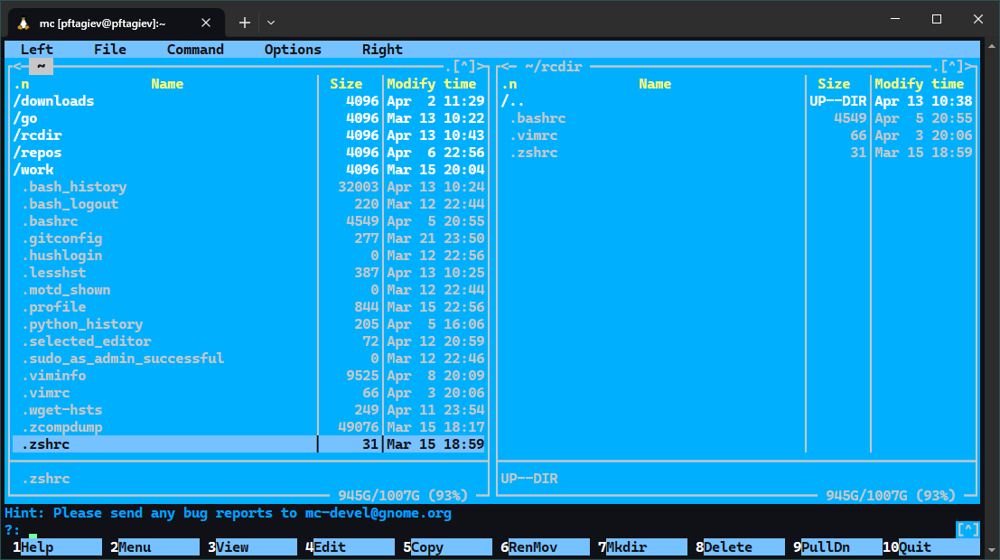 mc [pftagiev@pftagiev]:~
Left File Command Options Right
<- ~ .[^]>
.n Name Size Modify time
/downloads 4096 Apr 2 11:29
/go 4096 Mar 13 10:22
/rcdir 4096 Apr 13 10:43
/repos 4096 Apr 6 22:56
/work 4096 Mar 15 20:04
.bash_history 32003 Apr 13 10:24
.bash_logout 220 Mar 12 22:44
.bashrc 4549 Apr 5 20:55
.gitconfig 277 Mar 21 23:50
.hushlogin 0 Mar 12 22:56
.lesshst 387 Apr 13 10:25
.motd_shown 0 Mar 12 22:44
.profile 844 Mar 15 22:56
.python_history 205 Apr 5 16:06
.selected_editor 72 Apr 12 20:59
.sudo_as_admin_successful 0 Mar 12 22:46
.viminfo 9525 Apr 8 20:09
.vimrc 66 Apr 3 20:06
.wget-hsts 249 Apr 11 23:54
.zcompdump 49076 Mar 15 18:17
.zshrc 31 Mar 15 18:59
.zshrc
945G/1007G (93%)
<- ~/rcdir .[^]>
.n Name Size Modify time
/.. UP--DIR Apr 13 10:38
.bashrc 4549 Apr 5 20:55
.vimrc 66 Apr 3 20:06
.zshrc 31 Mar 15 18:59
UP--DIR
945G/1007G (93%)
Hint: Please send any bug reports to mc-devel@gnome.org
?: [^]
1Help 2Menu 3View 4Edit 5Copy 6RenMov 7Mkdir 8Delete 9PullDn 10Quit